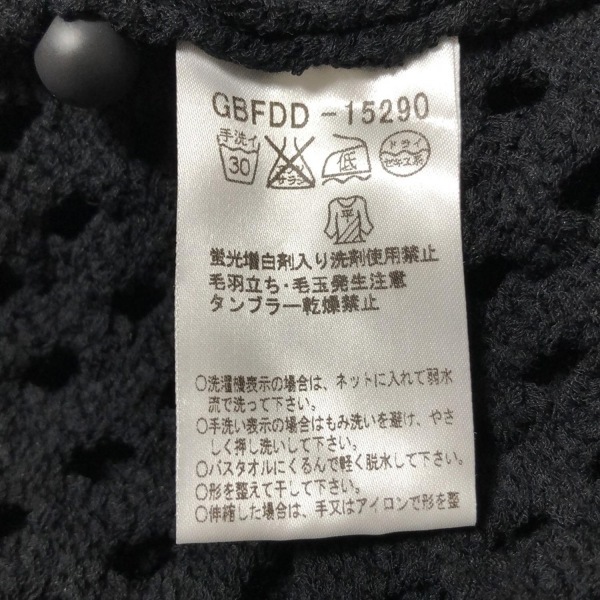 GBFDD-15290
手洗イ
30
エンソサラシ
低
ドライ
セキユ系
平
蛍光増白剤入り洗剤使用禁止
毛羽立ち・毛玉発生注意
タンブラー乾燥禁止
○洗濯機表示の場合は、ネットに入れて弱水
流で洗って下さい。
○手洗い表示の場合はもみ洗いを避け、やさ
しく押し洗いして下さい。
○バスタオルにくるんで軽く脱水して下さい。
○形を整えて干して下さい。
○伸縮した場合は、手又はアイロンで形を整